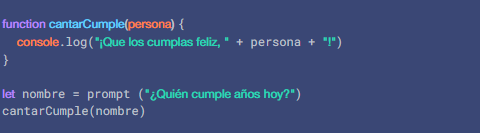 function cantarCumple(persona) {
  console.log("¡Que los cumplas feliz, " + persona + "!")
}

let nombre = prompt ("¿Quién cumple años hoy?")
cantarCumple(nombre)